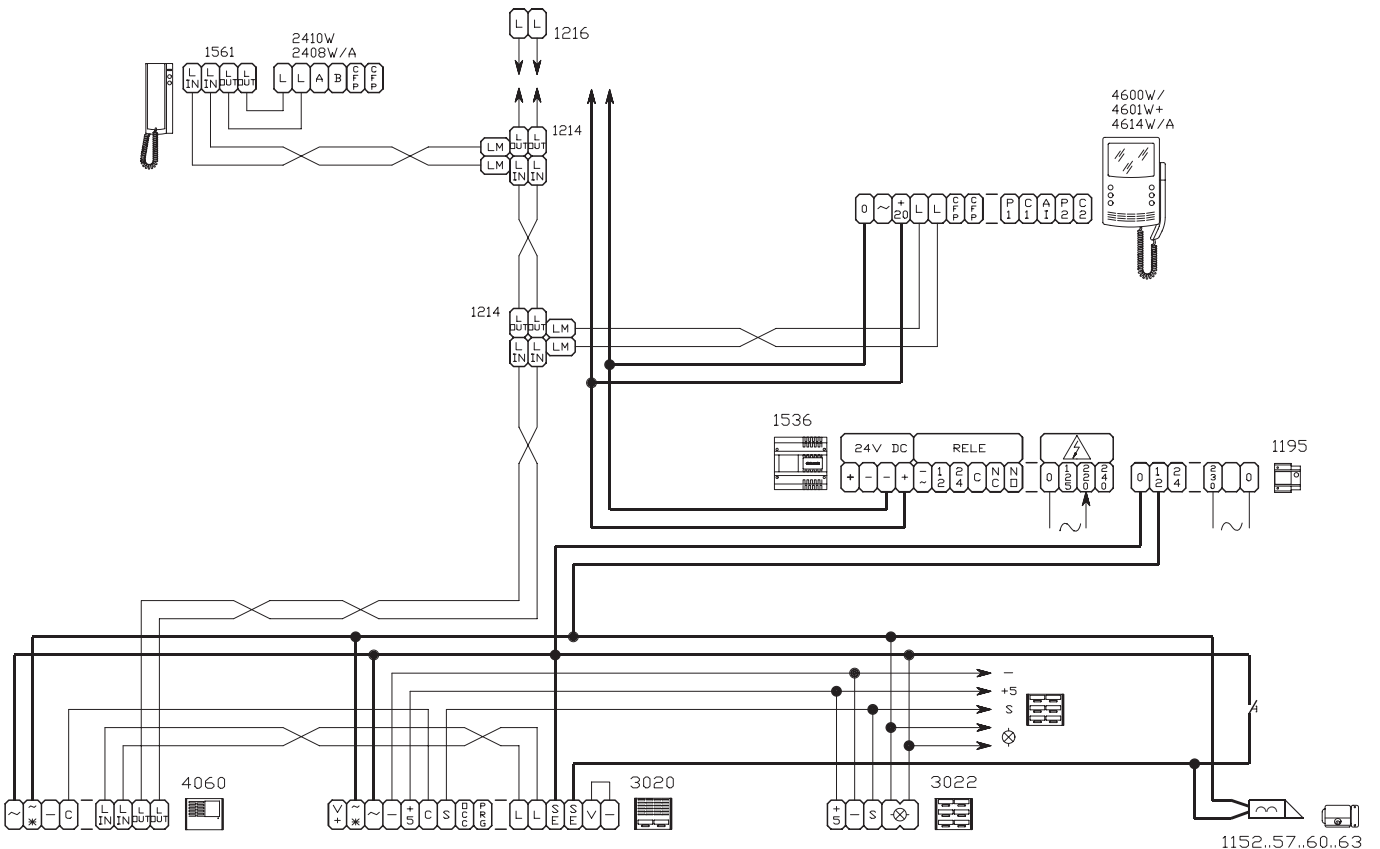 1216
L L
2410W
2408W/A
1561
L IN L IN L OUT L OUT
L L A B CFP CFP
4600W/
4601W+
4614W/A
1214
LM L OUT L OUT
LM L IN L IN
0 ~ +20 L L CFP CFP P1 C1 AI P2 C2
1214
L OUT L OUT LM
L IN L IN LM
1536
24V DC RELE
1195
+ - - + -~ 12 24 C NC NO 0 125 220 240 0 12 24 230 0
~ ~
-
+5
S
4060
3020
3022
~ ~* - C L IN L IN L OUT L OUT
V+ ~* ~ - +5 C S OCC PRG L L SE SE V -
+5 - S
1152..57..60..63